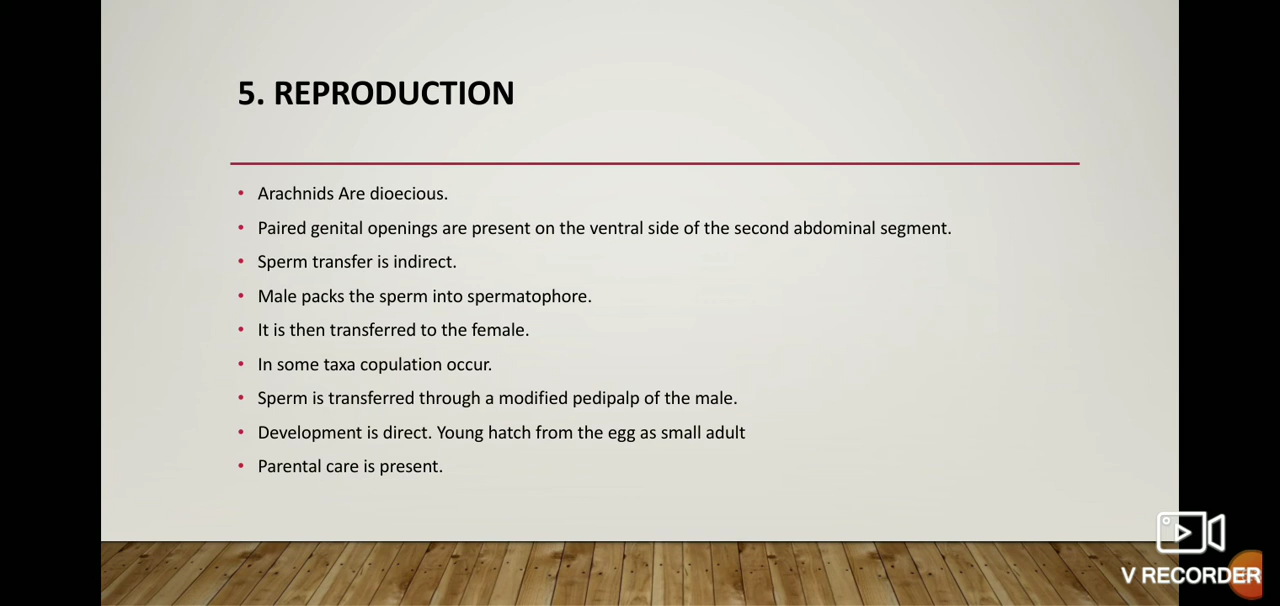 5. REPRODUCTION
• Arachnids Are dioecious.
• Paired genital openings are present on the ventral side of the second abdominal segment.
• Sperm transfer is indirect.
• Male packs the sperm into spermatophore.
• It is then transferred to the female.
• In some taxa copulation occur.
• Sperm is transferred through a modified pedipalp of the male.
• Development is direct. Young hatch from the egg as small adult
• Parental care is present.
V RECORDER